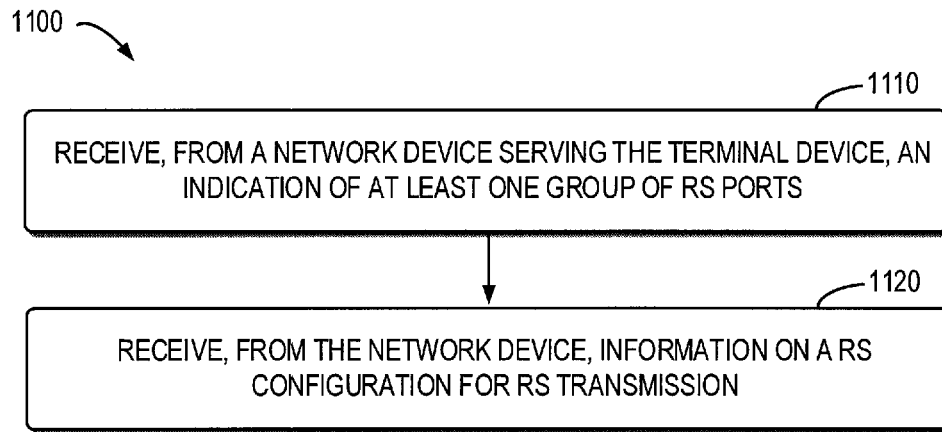 1100
1110
RECEIVE, FROM A NETWORK DEVICE SERVING THE TERMINAL DEVICE, AN
INDICATION OF AT LEAST ONE GROUP OF RS PORTS
1120
RECEIVE, FROM THE NETWORK DEVICE, INFORMATION ON A RS
CONFIGURATION FOR RS TRANSMISSION